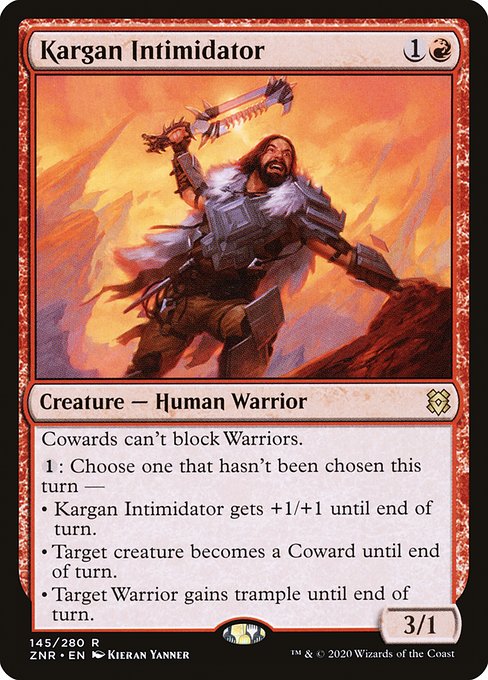 Kargan Intimidator 1
Creature — Human Warrior
Cowards can't block Warriors.
1: Choose one that hasn't been chosen this
turn —
• Kargan Intimidator gets +1/+1 until end of
turn.
• Target creature becomes a Coward until end
of turn.
• Target Warrior gains trample until end of
turn.
3/1
145/280 R
ZNR • EN Kieran Yanner
™ & © 2020 Wizards of the Coast